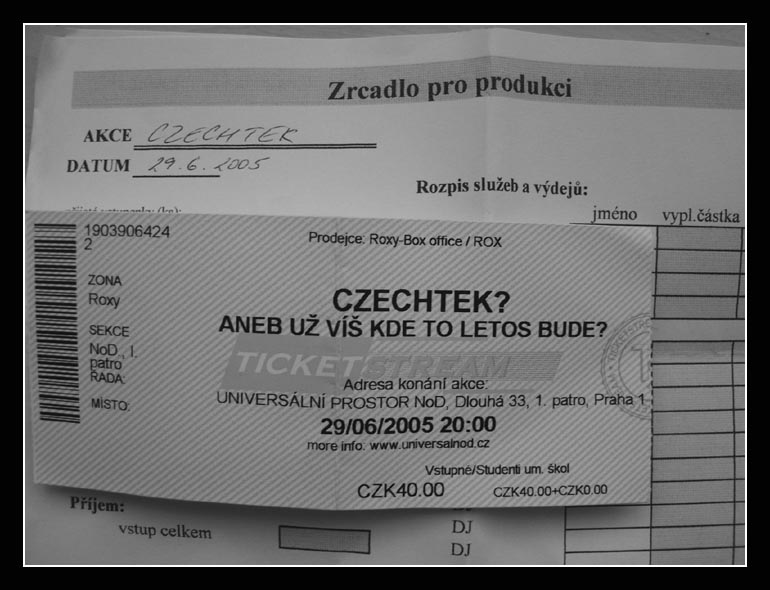 Zrcadlo pro produkci
AKCE CZECHTEK
DATUM 29.6.2005
Rozpis služeb a výdejů:
jméno vypl.částka
1903906424
2
Prodejce: Roxy-Box office / ROX
ZONA
Roxy
CZECHTEK?
ANEB UŽ VÍŠ KDE TO LETOS BUDE?
SEKCE
NoD., I.
patro
TICKETSTREAM
ŘADA:
Adresa konání akce:
MÍSTO:
UNIVERSÁLNÍ PROSTOR NoD, Dlouhá 33, 1. patro, Praha 1
29/06/2005 20:00
more info: www.universalnod.cz
Vstupné/Studenti um. škol
CZK40.00 CZK40.00+CZK0.00
Příjem:
vstup celkem
DJ
DJ